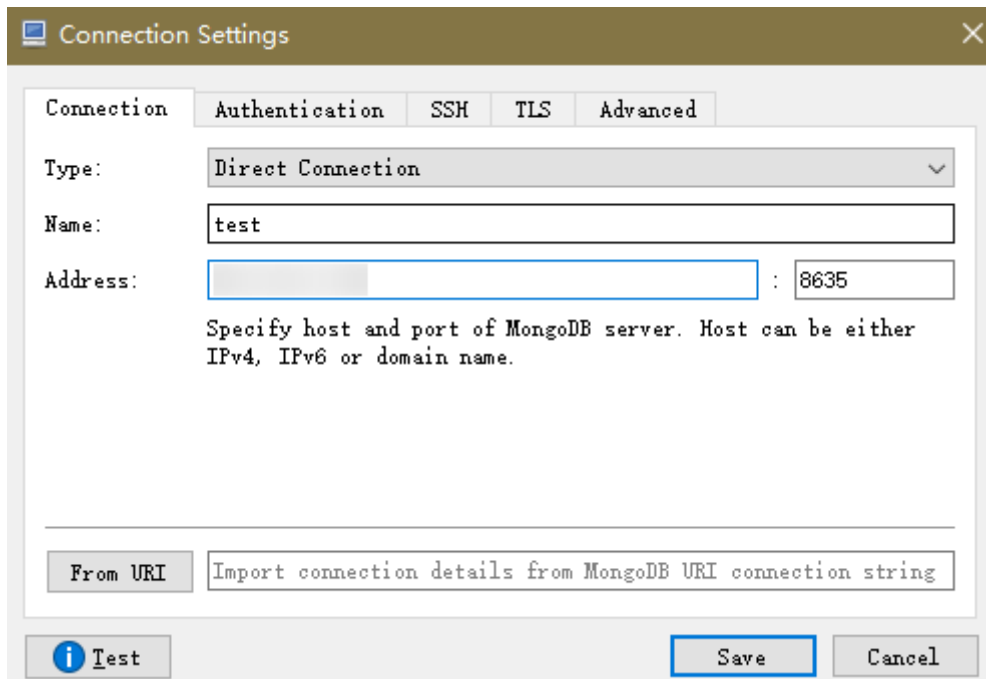 Connection Settings
Connection Authentication SSH TLS Advanced
Type: Direct Connection
Name: test
Address: : 8635
Specify host and port of MongoDB server. Host can be either
IPv4, IPv6 or domain name.
From URI Import connection details from MongoDB URI connection string
Test Save Cancel